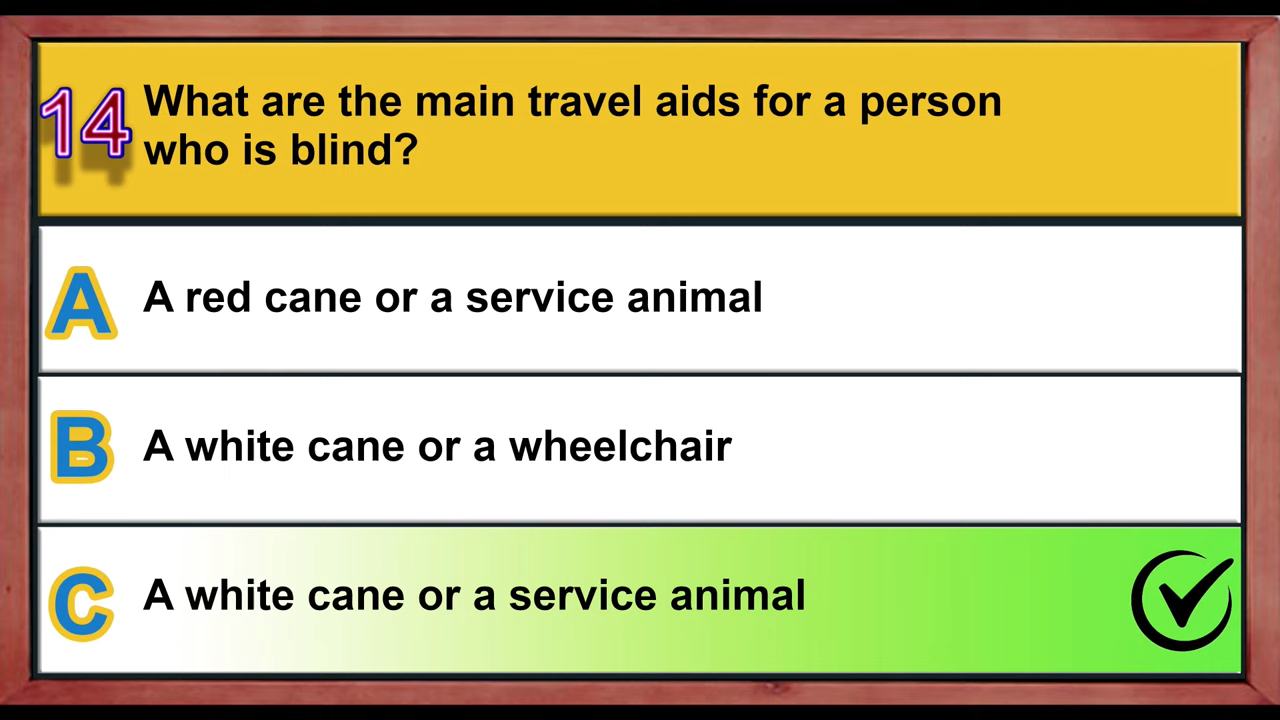 14 What are the main travel aids for a person
who is blind?
A A red cane or a service animal
B A white cane or a wheelchair
C A white cane or a service animal